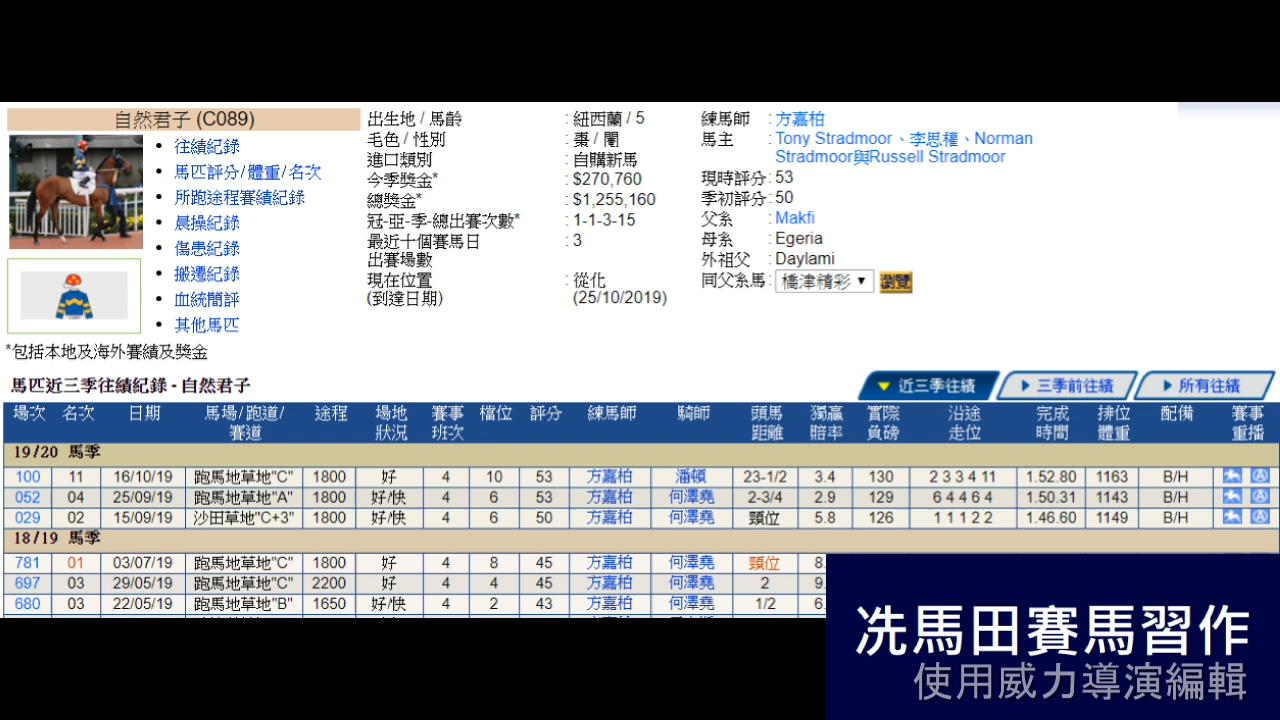 自然君子 (C089)
往績紀錄
馬匹評分/體重/名次
所跑途程賽績紀錄
晨操紀錄
傷患紀錄
搬遷紀錄
血統簡評
其他馬匹
出生地 / 馬齡 : 紐西蘭 / 5
毛色 / 性別 : 棗 / 閹
進口類別 : 自購新馬
今季獎金* : $270,760
總獎金* : $1,255,160
冠-亞-季-總出賽次數* : 1-1-3-15
最近十個賽馬日 : 3
出賽場數
現在位置 : 從化
(到達日期) (25/10/2019)
練馬師 : 方嘉柏
馬主 : Tony Stradmoor、李思權、Norman
Stradmoor與Russell Stradmoor
現時評分 : 53
季初評分 : 50
父系 : Makfi
母系 : Egeria
外祖父 : Daylami
同父系馬 : 橋津精彩 ▼ 瀏覽
*包括本地及海外賽績及獎金
馬匹近三季往績紀錄 - 自然君子
近三季往績 三季前往績 所有往績
場次 名次 日期 馬場/跑道/ 途程 場地 賽事 檔位 評分 練馬師 騎師 頭馬 獨贏 實際 沿途 完成 排位 配備 賽事
賽道 狀況 班次 距離 賠率 負磅 走位 時間 體重 重播
19/20 馬季
100 11 16/10/19 跑馬地草地"C" 1800 好 4 10 53 方嘉柏 潘頓 23-1/2 3.4 130 2 3 3 4 11 1.52.80 1163 B/H
052 04 25/09/19 跑馬地草地"A" 1800 好/快 4 6 53 方嘉柏 何澤堯 2-3/4 2.9 129 6 4 4 6 4 1.50.31 1143 B/H
029 02 15/09/19 沙田草地"C+3" 1800 好/快 4 6 50 方嘉柏 何澤堯 頸位 5.8 126 1 1 1 2 2 1.46.60 1149 B/H
18/19 馬季
781 01 03/07/19 跑馬地草地"C" 1800 好 4 8 45 方嘉柏 何澤堯 頸位 8.
697 03 29/05/19 跑馬地草地"C" 2200 好 4 4 45 方嘉柏 何澤堯 2 9.
680 03 22/05/19 跑馬地草地"B" 1650 好/快 4 2 43 方嘉柏 何澤堯 1/2 6.
冼馬田賽馬習作
使用威力導演編輯